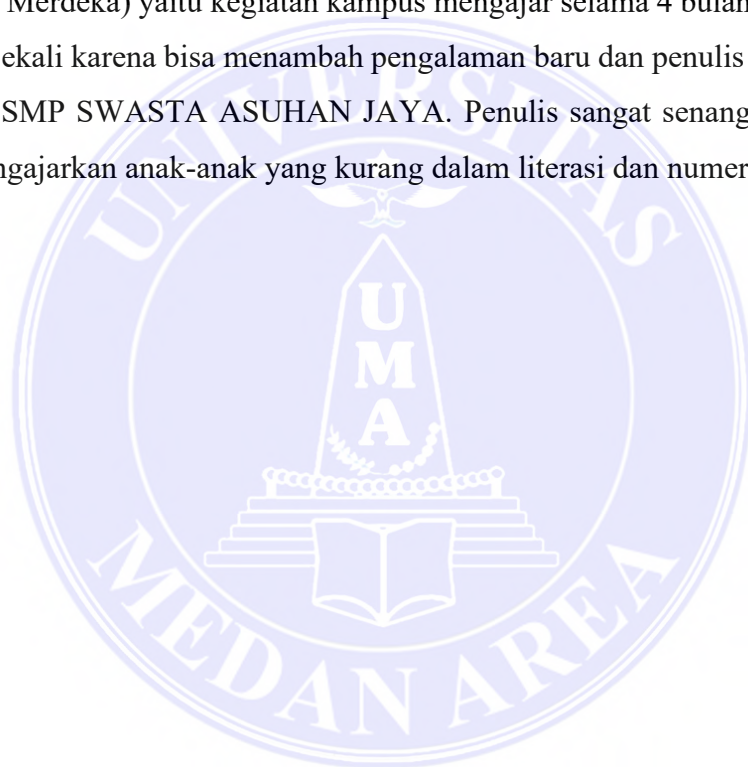 Merdeka) yaitu kegiatan kampus mengajar selama 4 bulan
ekali karena bisa menambah pengalaman baru dan penulis
SMP SWASTA ASUHAN JAYA. Penulis sangat senang
ngajarkan anak-anak yang kurang dalam literasi dan numer
UNIVERSITAS
U
M
A
MEDAN AREA